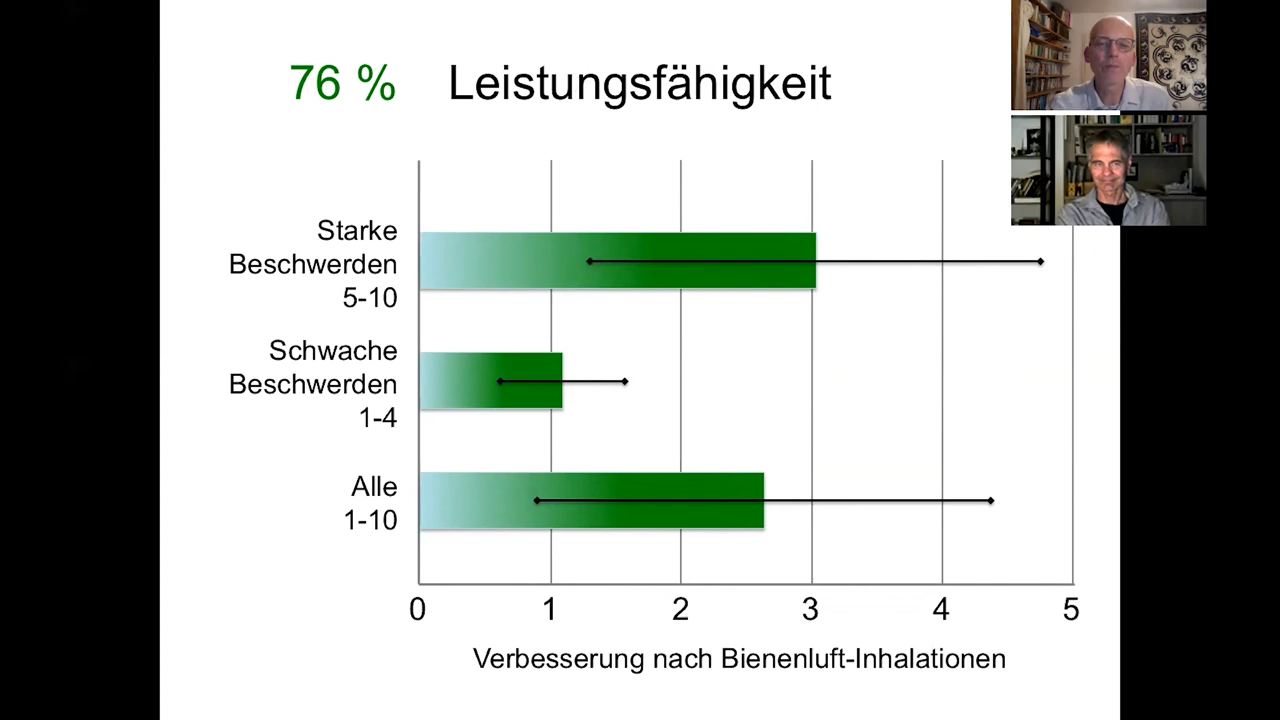 76 % Leistungsfähigkeit
Starke
Beschwerden
5-10
Schwache
Beschwerden
1-4
Alle
1-10
0 1 2 3 4 5
Verbesserung nach Bienenluft-Inhalationen